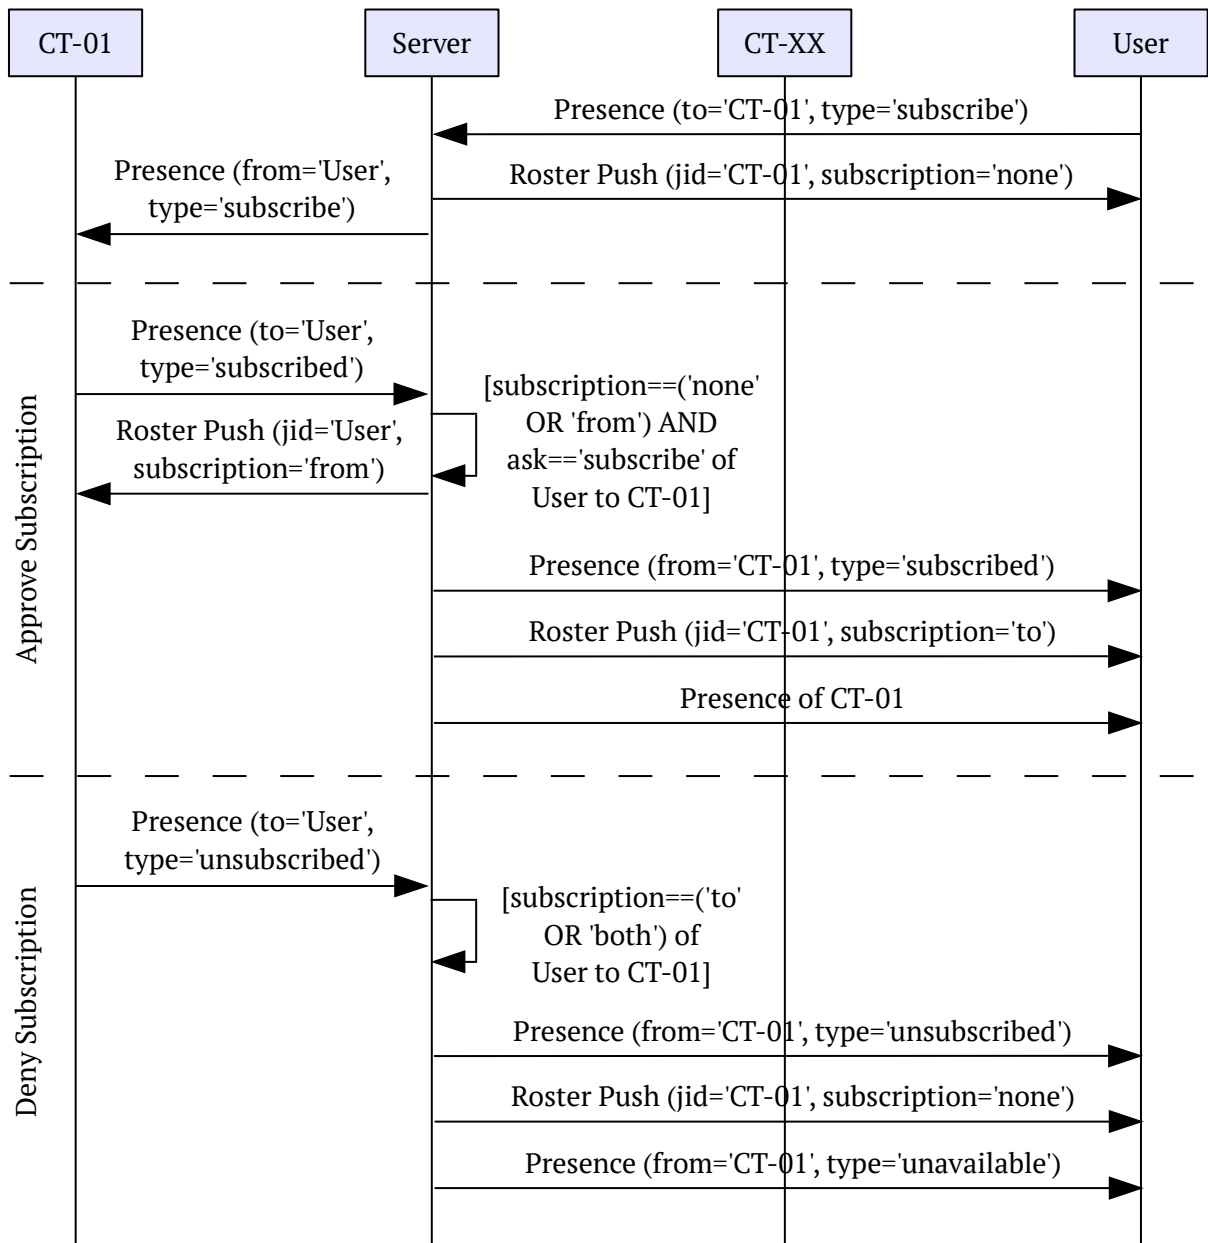 CT-01
Server
CT-XX
User
Presence (to='CT-01', type='subscribe')
Presence (from='User',
type='subscribe')
Roster Push (jid='CT-01', subscription='none')
Approve Subscription
Presence (to='User',
type='subscribed')
[subscription==('none'
OR 'from') AND
ask=='subscribe' of
User to CT-01]
Roster Push (jid='User',
subscription='from')
Presence (from='CT-01', type='subscribed')
Roster Push (jid='CT-01', subscription='to')
Presence of CT-01
Deny Subscription
Presence (to='User',
type='unsubscribed')
[subscription==('to'
OR 'both') of
User to CT-01]
Presence (from='CT-01', type='unsubscribed')
Roster Push (jid='CT-01', subscription='none')
Presence (from='CT-01', type='unavailable')